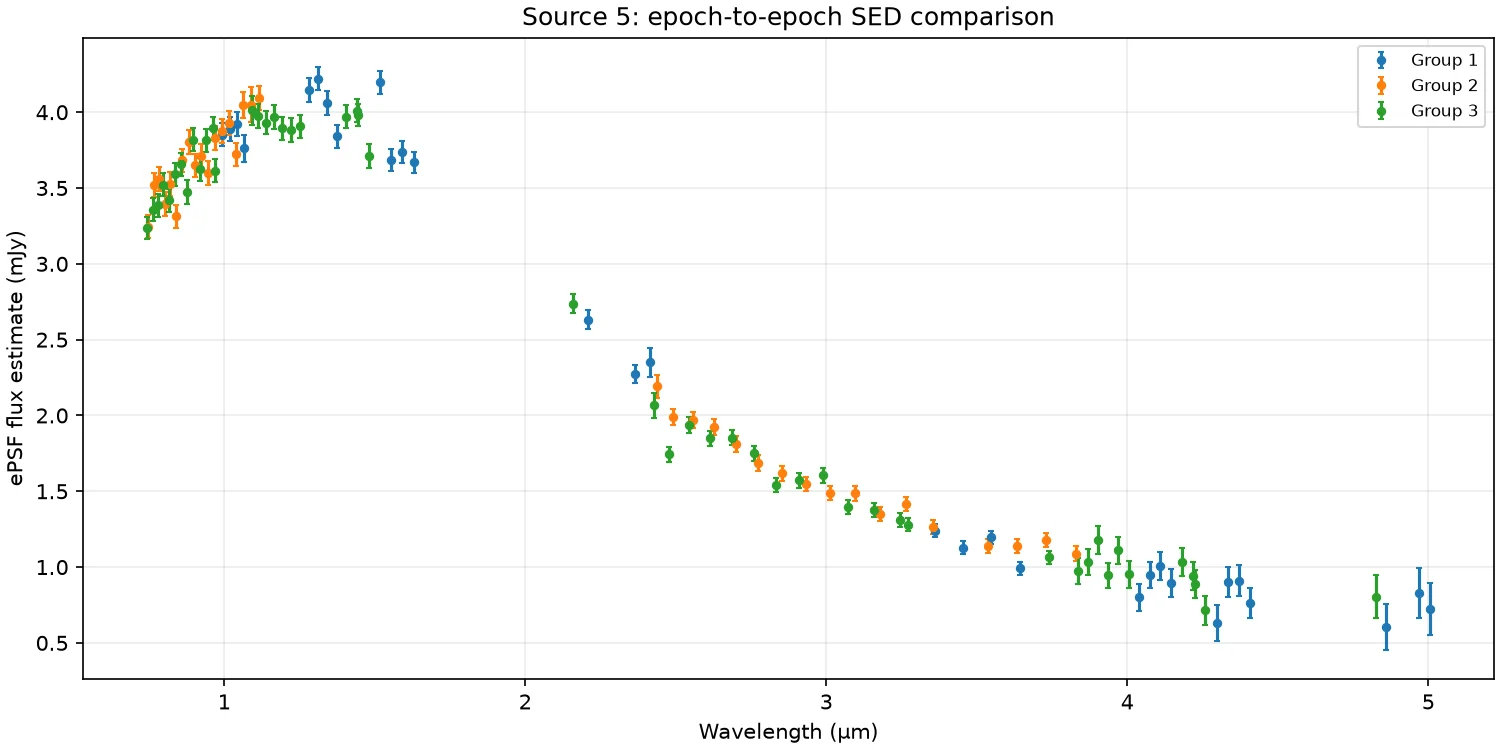 Source 5: epoch-to-epoch SED comparison
Group 1
Group 2
Group 3
ePSF flux estimate (mJy)
4.0
3.5
3.0
2.5
2.0
1.5
1.0
0.5
1 2 3 4 5
Wavelength (μm)